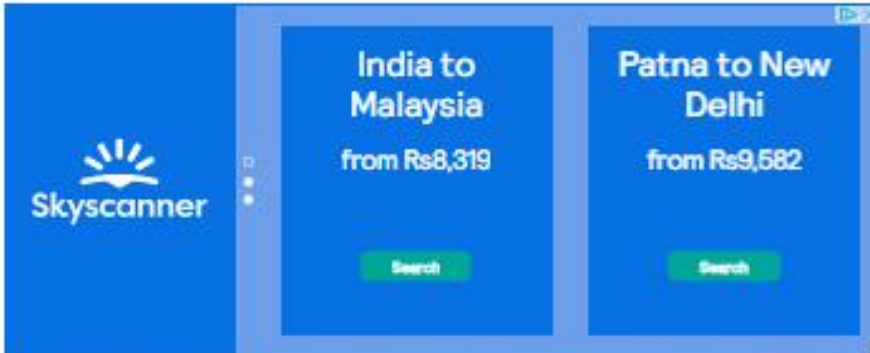 Skyscanner
India to
Malaysia
from Rs8,319
Search
Patna to New
Delhi
from Rs9,582
Search